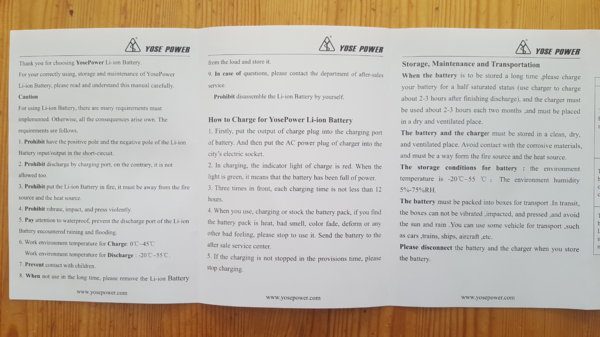 YOSE POWER
Thank you for choosing YosePower Li-ion Battery.
For your correctly using, storage and maintenance of YosePower
Li-ion Battery, please read and understand this manual carefully.
Caution
For using Li-ion Battery, there are many requirements must
implemented. Otherwise, all the consequences arise own. The
requirements are follows.
1. Prohibit have the positive pole and the negative pole of the Li-ion
Battery input/output in the short-circuit.
2. Prohibit discharge by charging port, on the contrary, it is not
allowed too.
3. Prohibit put the Li-ion Battery in fire, it must be away from the fire
source and the heat source.
4. Prohibit vibrate, impact, and press violently.
5. Pay attention to waterproof, prevent the discharge port of the Li-ion
Battery encountered raining and flooding.
6. Work environment temperature for Charge: 0℃~45℃
Work environment temperature for Discharge: -20℃~55℃.
7. Prevent contact with children.
8. When not use in the long time, please remove the Li-ion Battery
www.yosepower.com
YOSE POWER
from the loud and store it.
9. In case of questions, please contact the department of after-sales
service.
Prohibit disassemble the Li-ion Battery by yourself.
How to Charge for YosePower Li-ion Battery
1. Firstly, put the output of charge plug into the charging port
of battery. And then put the AC power plug of charger into the
city's electric socket.
2. In charging, the indicator light of charge is red. When the
light is green, it means that the battery has been full of power.
3. Three times in front, each charging time is not less than 12
hours.
4. When you use, charging or stock the battery pack, if you find
the battery pack is heat, bad smell, color fade, deform or any
other bad feeling, please stop to use it. Send the battery to the
after sale service center.
5. If the charging is not stopped in the provisions time, please
stop charging.
www.yosepower.com
YOSE POWER
Storage, Maintenance and Transportation
When the battery is to be stored a long time ,please charge
your battery for a half saturated status (use charger to charge
about 2-3 hours after finishing discharge), and the charger must
be used about 2-3 hours each two months ,and must be placed
in a dry and ventilated place.
The battery and the charger must be stored in a clean, dry,
and ventilated place. Avoid contact with the corrosive materials,
and must be a way form the fire source and the heat source.
The storage conditions for battery : the environment
temperature is -20℃-55 ℃ ; The environment humidity
5%-75%RH.
The battery must be packed into boxes for transport .In transit,
the boxes can not be vibrated ,impacted, and pressed ,and avoid
the sun and rain .You can use some vehicle for transport ,such
as cars ,trains, ships, aircraft ,etc.
Please disconnect the battery and the charger when you store
the battery.
www.yosepower.com